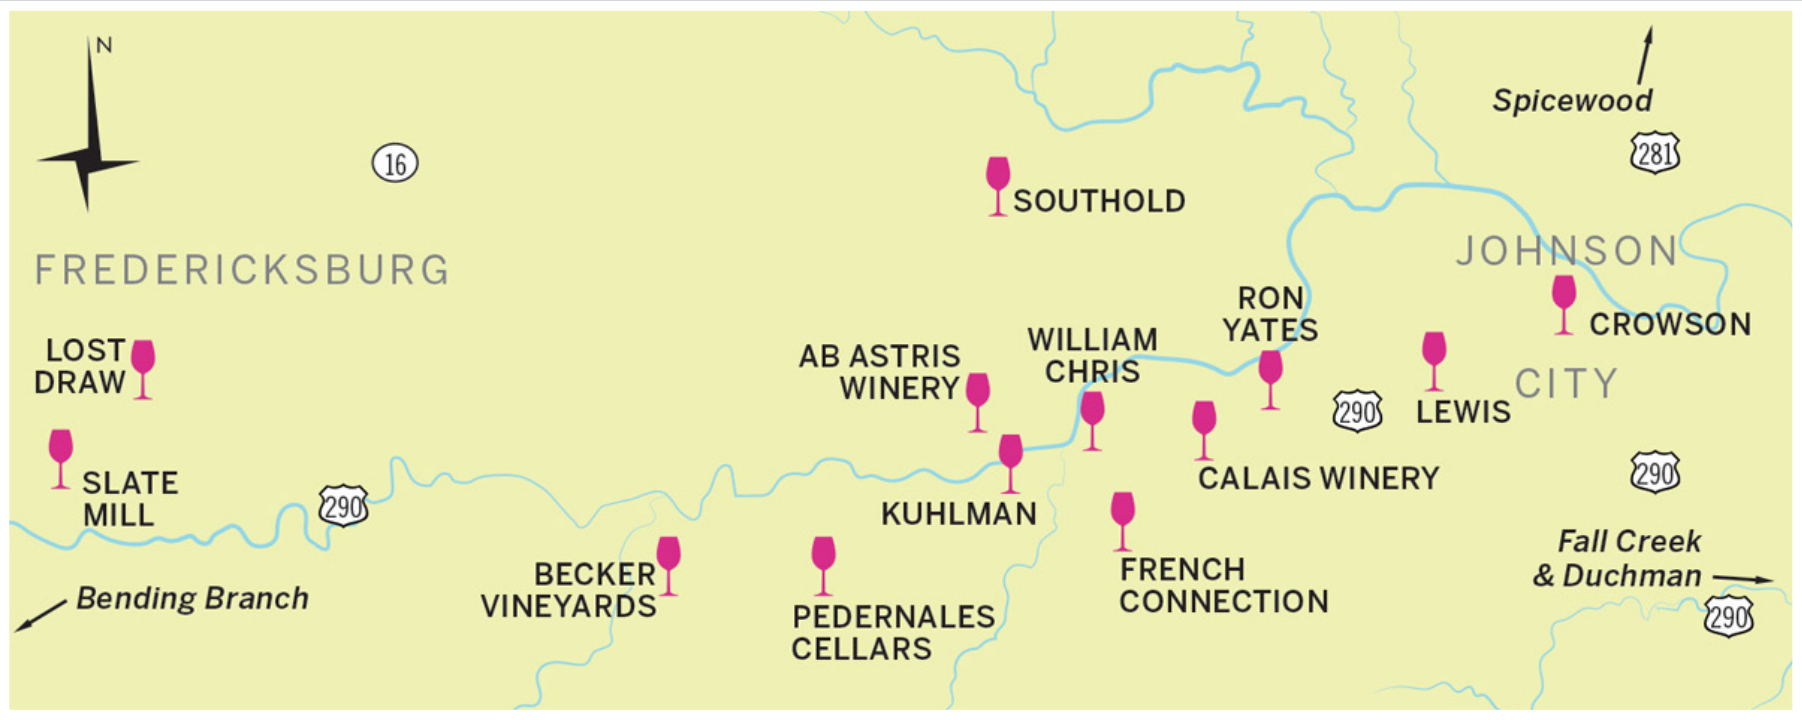 N
16
Spicewood
281
SOUTHOLD
FREDERICKSBURG
JOHNSON
CITY
RON
YATES
CROWSON
LOST
DRAW
WILLIAM
CHRIS
AB ASTRIS
WINERY
290
LEWIS
SLATE
MILL
290
KUHLMAN
CALAIS WINERY
290
BECKER
VINEYARDS
PEDERNALES
CELLARS
FRENCH
CONNECTION
Fall Creek
& Duchman
290
Bending Branch